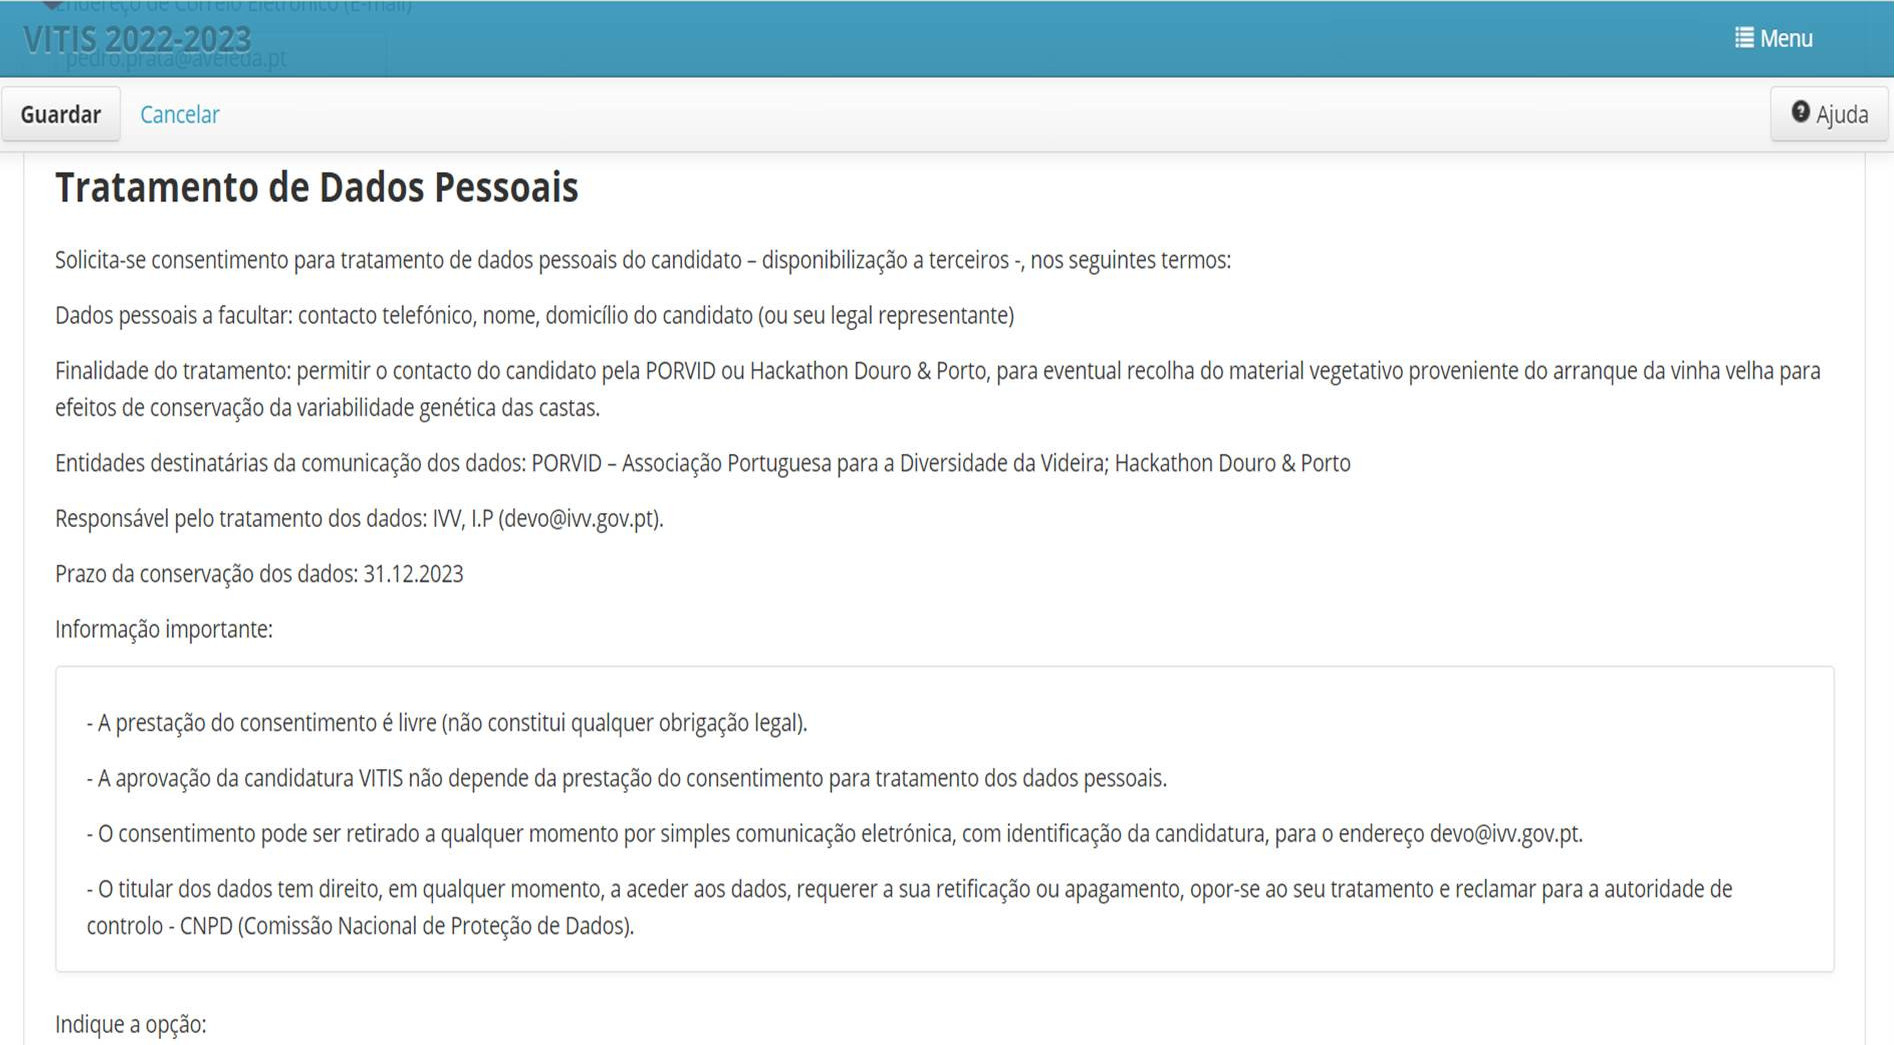 Endereço de Correio Eletrónico (E-mail)
VITIS 2022-2023
pedro.prata@aveleda.pt
Menu
Guardar
Cancelar
Ajuda
Tratamento de Dados Pessoais
Solicita-se consentimento para tratamento de dados pessoais do candidato – disponibilização a terceiros -, nos seguintes termos:
Dados pessoais a facultar: contacto telefónico, nome, domicílio do candidato (ou seu legal representante)
Finalidade do tratamento: permitir o contacto do candidato pela PORVID ou Hackathon Douro & Porto, para eventual recolha do material vegetativo proveniente do arranque da vinha velha para
efeitos de conservação da variabilidade genética das castas.
Entidades destinatárias da comunicação dos dados: PORVID – Associação Portuguesa para a Diversidade da Videira; Hackathon Douro & Porto
Responsável pelo tratamento dos dados: IVV, I.P (devo@ivv.gov.pt).
Prazo da conservação dos dados: 31.12.2023
Informação importante:
- A prestação do consentimento é livre (não constitui qualquer obrigação legal).
- A aprovação da candidatura VITIS não depende da prestação do consentimento para tratamento dos dados pessoais.
- O consentimento pode ser retirado a qualquer momento por simples comunicação eletrónica, com identificação da candidatura, para o endereço devo@ivv.gov.pt.
- O titular dos dados tem direito, em qualquer momento, a aceder aos dados, requerer a sua retificação ou apagamento, opor-se ao seu tratamento e reclamar para a autoridade de
controlo - CNPD (Comissão Nacional de Proteção de Dados).
Indique a opção: